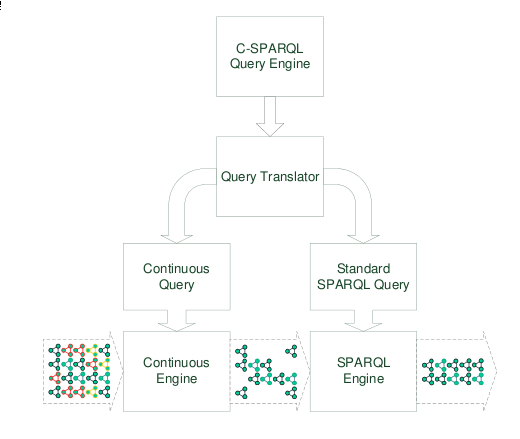 C-SPARQL
Query Engine
Query Translator
Continuous
Query
Standard
SPARQL Query
Continuous
Engine
SPARQL
Engine